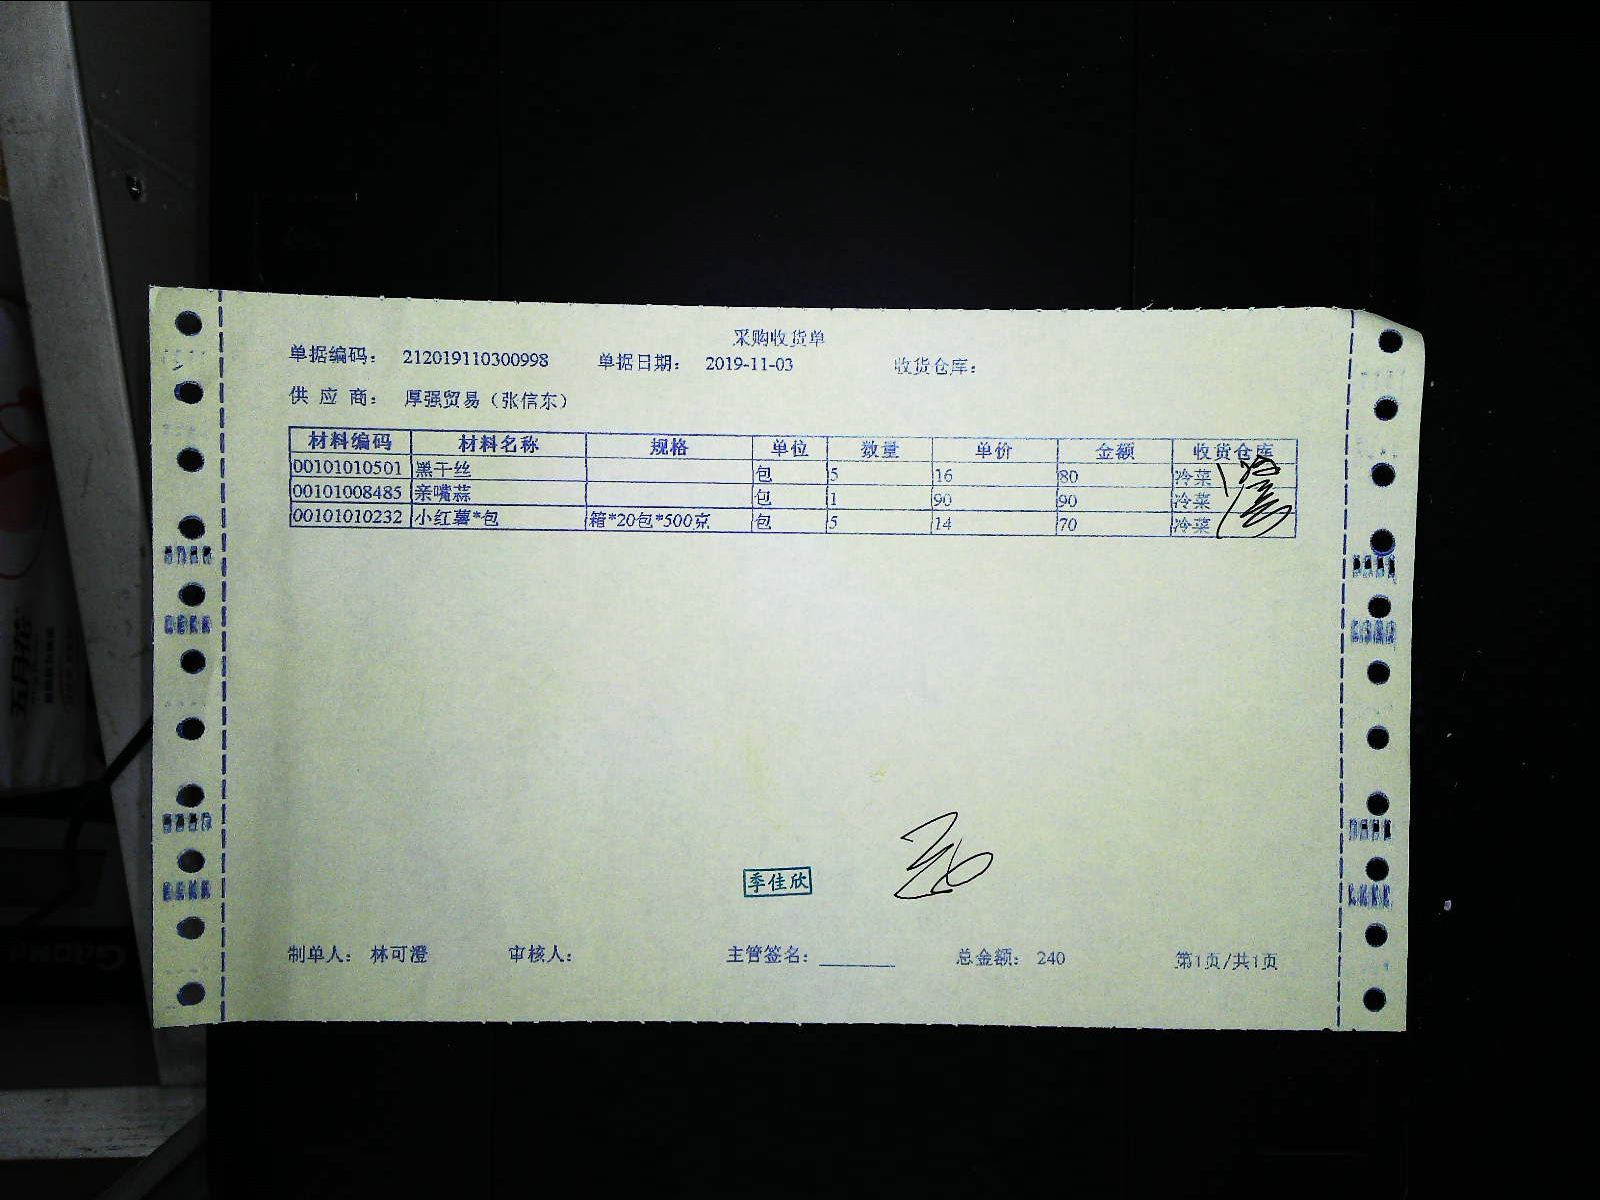 采购收货单
单据编码: 212019110300998 单据日期: 2019-11-03 收货仓库:
供 应 商: 厚强贸易(张信东)
材料编码 材料名称 规格 单位 数量 单价 金额 收货仓库
00101010501 黑干丝 包 5 16 80 冷菜
00101008485 亲嘴蒜 包 1 90 90 冷菜
00101010232 小红薯*包 箱*20包*500克 包 5 14 70 冷菜
季佳欣
制单人: 林可澄 审核人: 主管签名: 总金额: 240 第1页/共1页